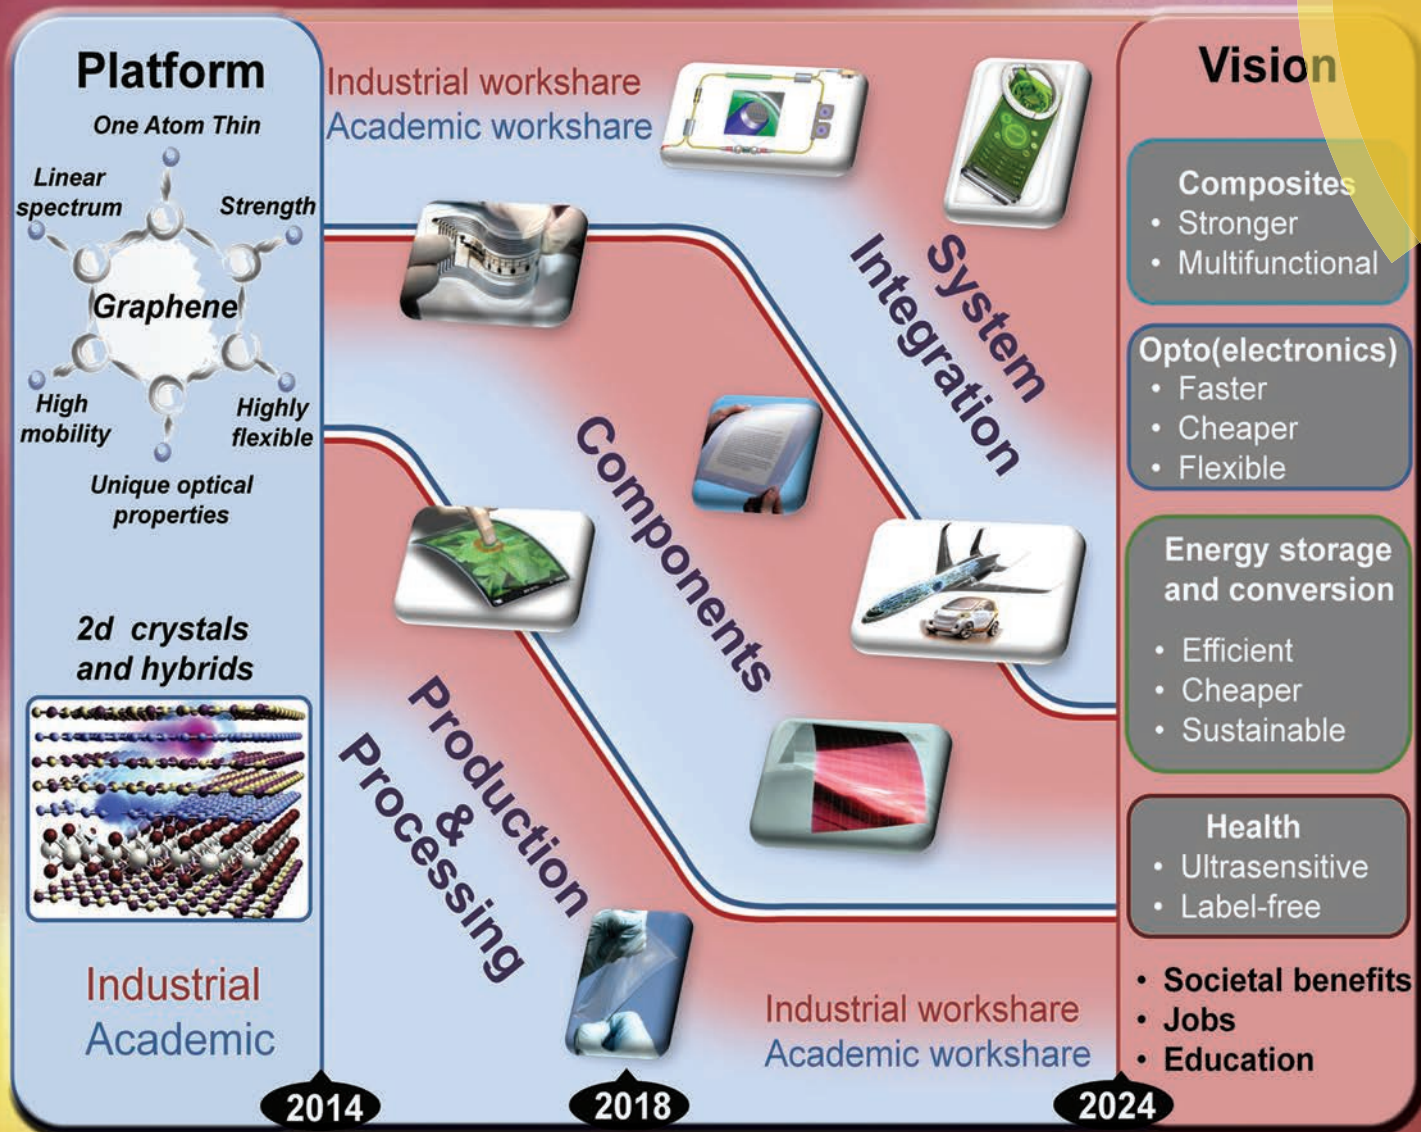 Platform
One Atom Thin
Linear
spectrum
Strength
Graphene
High
mobility
Highly
flexible
Unique optical
properties
2d crystals
and hybrids
Industrial
Academic
Industrial workshare
Academic workshare
System
Integration
Components
Production
&
Processing
Industrial workshare
Academic workshare
Vision
Composites
• Stronger
• Multifunctional
Opto(electronics)
• Faster
• Cheaper
• Flexible
Energy storage
and conversion
• Efficient
• Cheaper
• Sustainable
Health
• Ultrasensitive
• Label-free
• Societal benefits
• Jobs
• Education
2014
2018
2024